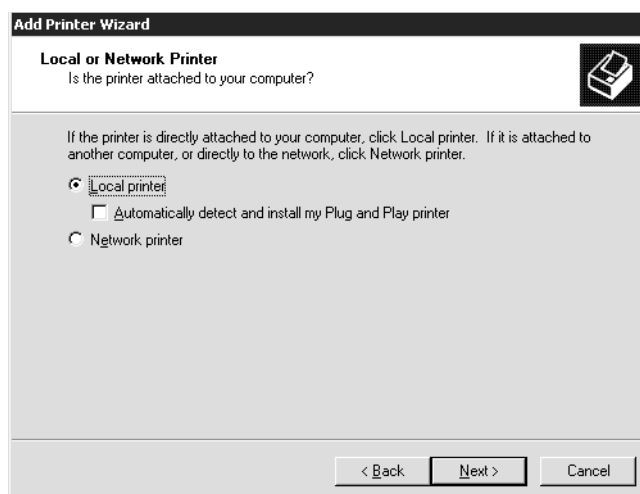 Add Printer Wizard
Local or Network Printer
Is the printer attached to your computer?
If the printer is directly attached to your computer, click Local printer. If it is attached to
another computer, or directly to the network, click Network printer.
Local printer
Automatically detect and install my Plug and Play printer
Network printer
< Back Next > Cancel